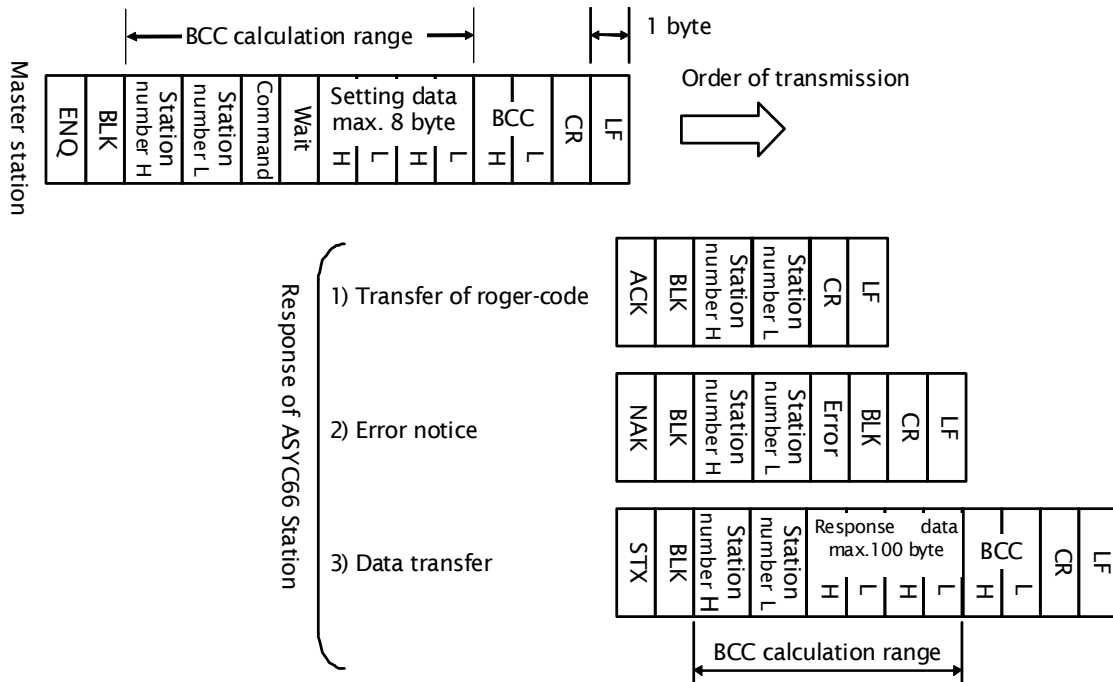 BCC calculation range
1 byte
Master station
ENQ
BLK
Station
number H
Station
number L
Command
Wait
Setting data
max. 8 byte
H
L
H
L
BCC
H
L
CR
LF
Order of transmission
Response of ASYC66 Station
1) Transfer of roger-code
ACK
BLK
Station
number H
Station
number L
CR
LF
2) Error notice
NAK
BLK
Station
number H
Station
number L
Error
BLK
CR
LF
3) Data transfer
STX
BLK
Station
number H
Station
number L
Response data
max.100 byte
H
L
H
L
BCC
H
L
CR
LF
BCC calculation range